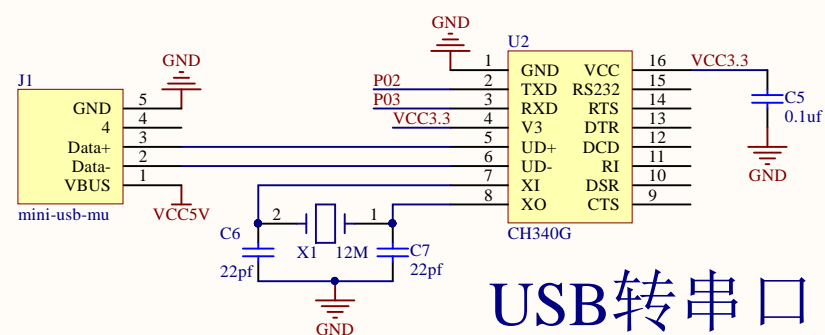 GND
U2
1 GND VCC 16 VCC3.3
P02 2 TXD RS232 15
P03 3 RXD RTS 14
VCC3.3 4 V3 DTR 13
5 UD+ DCD 12
6 UD- RI 11
7 XI DSR 10
8 XO CTS 9
CH340G
C5
0.1uf
GND
GND
J1
GND 5
4 4
Data+ 3
Data- 2
VBUS 1
mini-usb-mu
VCC5V
2 1
C6 X1 12M C7
22pf 22pf
GND
USB转串口